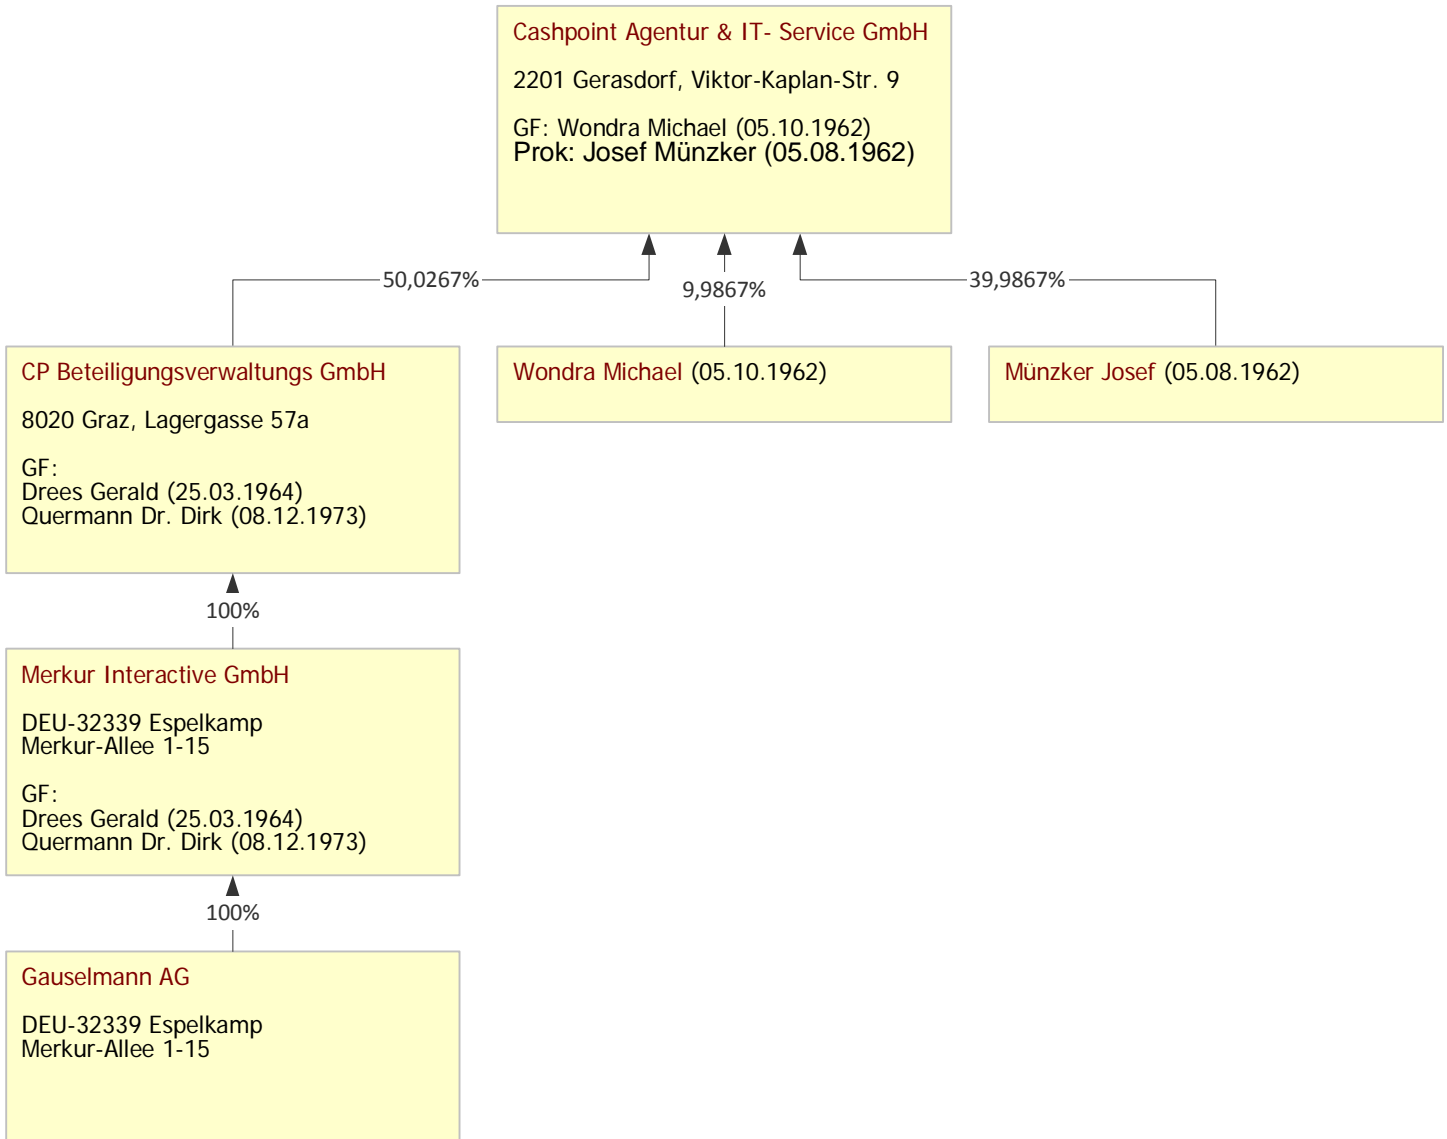 Cashpoint Agentur & IT- Service GmbH
2201 Gerasdorf, Viktor-Kaplan-Str. 9
GF: Wondra Michael (05.10.1962)
Prok: Josef Münzker (05.08.1962)
50,0267%
9,9867%
39,9867%
CP Beteiligungsverwaltungs GmbH
8020 Graz, Lagergasse 57a
GF:
Drees Gerald (25.03.1964)
Quermann Dr. Dirk (08.12.1973)
Wondra Michael (05.10.1962)
Münzker Josef (05.08.1962)
100%
Merkur Interactive GmbH
DEU-32339 Espelkamp
Merkur-Allee 1-15
GF:
Drees Gerald (25.03.1964)
Quermann Dr. Dirk (08.12.1973)
100%
Gauselmann AG
DEU-32339 Espelkamp
Merkur-Allee 1-15